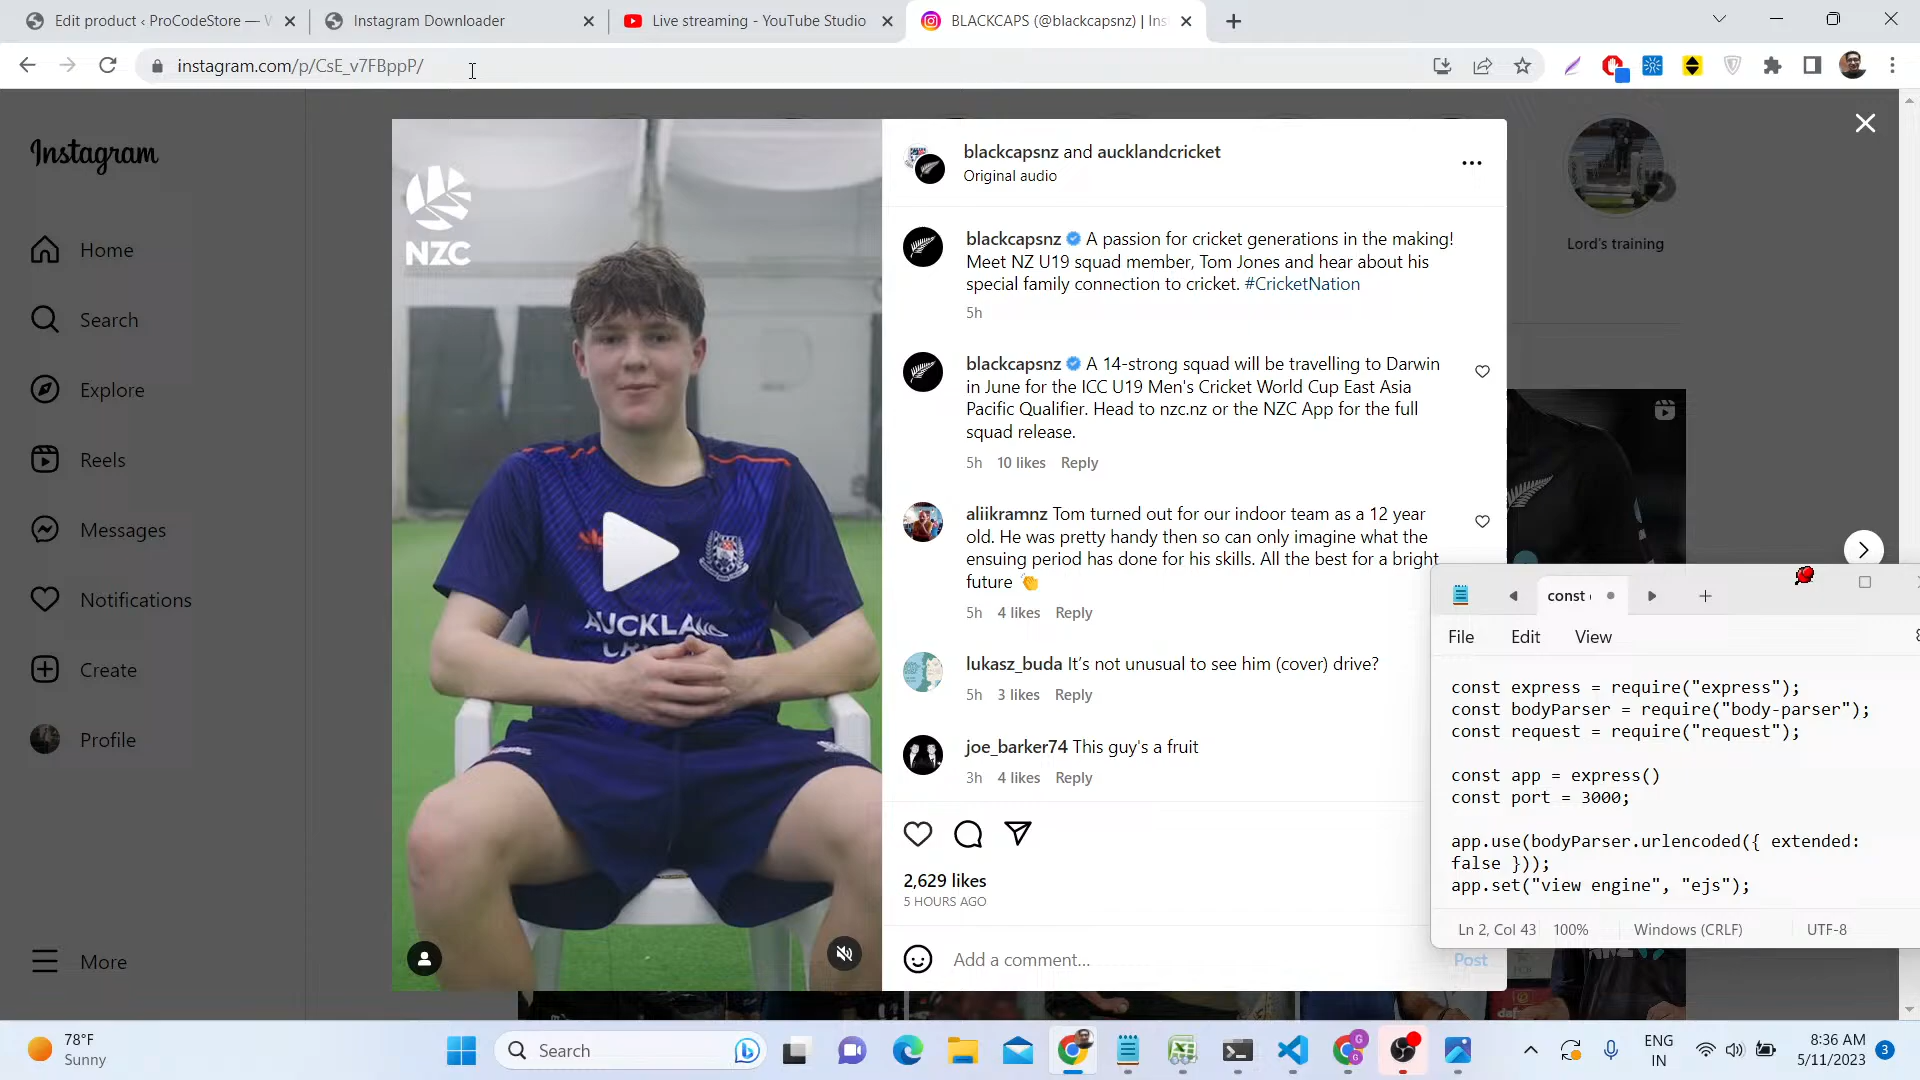 Edit product ‹ ProCodeStore —
Instagram Downloader
Live streaming - YouTube Studio
BLACKCAPS (@blackcapsnz) | Ins
instagram.com/p/CsE_v7FBppP/
Instagram
Home
Search
Explore
Reels
Messages
Notifications
Create
Profile
More
NZC
AUCKLAND
blackcapsnz and aucklandcricket
Original audio
blackcapsnz A passion for cricket generations in the making!
Meet NZ U19 squad member, Tom Jones and hear about his
special family connection to cricket. #CricketNation
5h
blackcapsnz A 14-strong squad will be travelling to Darwin
in June for the ICC U19 Men's Cricket World Cup East Asia
Pacific Qualifier. Head to nzc.nz or the NZC App for the full
squad release.
5h 10 likes Reply
aliikramnz Tom turned out for our indoor team as a 12 year
old. He was pretty handy then so can only imagine what the
ensuing period has done for his skills. All the best for a bright
future 👏
5h 4 likes Reply
lukasz_buda It's not unusual to see him (cover) drive?
5h 3 likes Reply
joe_barker74 This guy's a fruit
3h 4 likes Reply
2,629 likes
5 HOURS AGO
Add a comment...
Post
Lord's training
const
File Edit View
const express = require("express");
const bodyParser = require("body-parser");
const request = require("request");
const app = express()
const port = 3000;
app.use(bodyParser.urlencoded({ extended:
false }));
app.set("view engine", "ejs");
Ln 2, Col 43 100% Windows (CRLF) UTF-8
78°F
Sunny
Search
ENG
IN
8:36 AM
5/11/2023
3